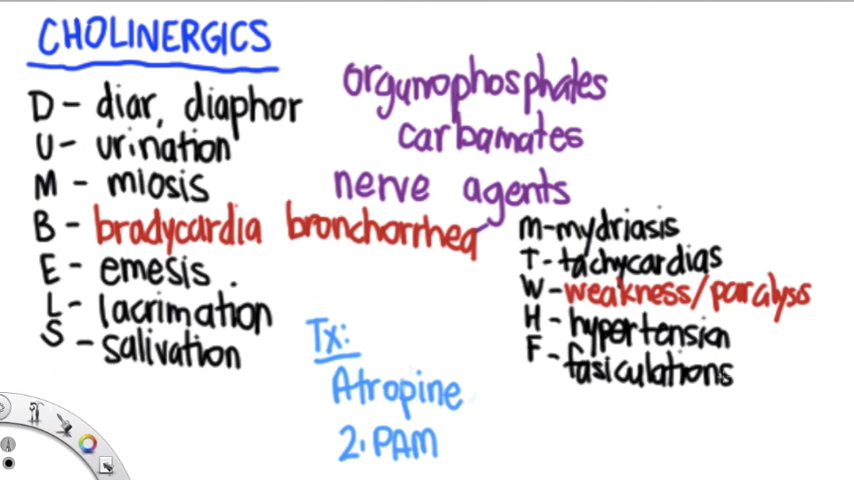 CHOLINERGICS
D - diar, diaphor
U - urination
M - miosis
B - bradycardia bronchorrhea
E - emesis.
L - lacrimation
S - salivation
organophosphates
carbamates
nerve agents
M - mydriasis
T - tachycardias
W - weakness/paralysis
H - hypertension
F - fasiculations
Tx:
Atropine
2.PAM